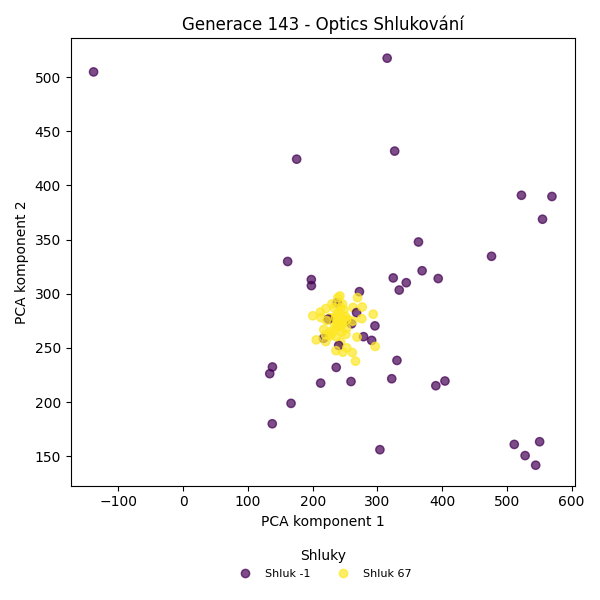 Generace 143 - Optics Shlukování
PCA komponent 2
500
450
400
350
300
250
200
150
−100
0
100
200
300
400
500
600
PCA komponent 1
Shluky
Shluk -1
Shluk 67